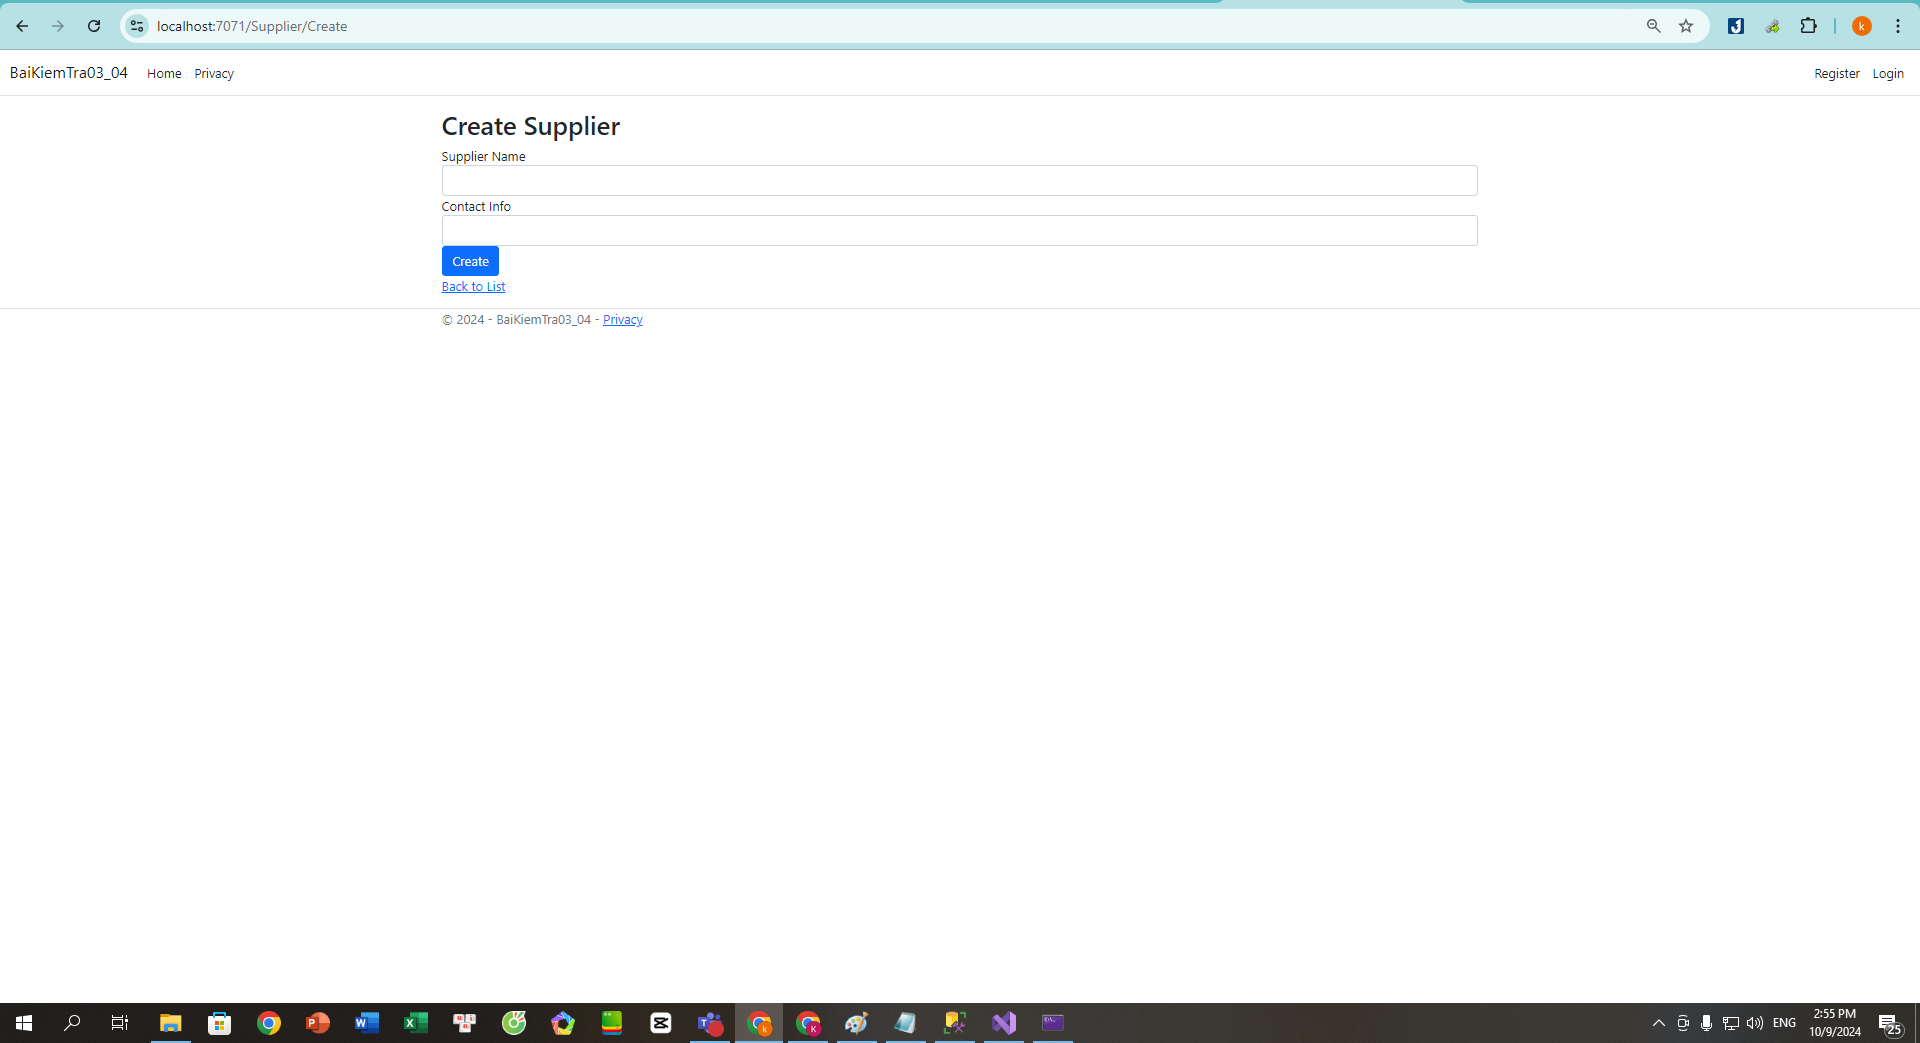 localhost:7071/Supplier/Create
k
BaiKiemTra03_04 Home Privacy Register Login
Create Supplier
Supplier Name
Contact Info
Create
Back to List
© 2024 - BaiKiemTra03_04 - Privacy
ENG
2:55 PM
10/9/2024
25